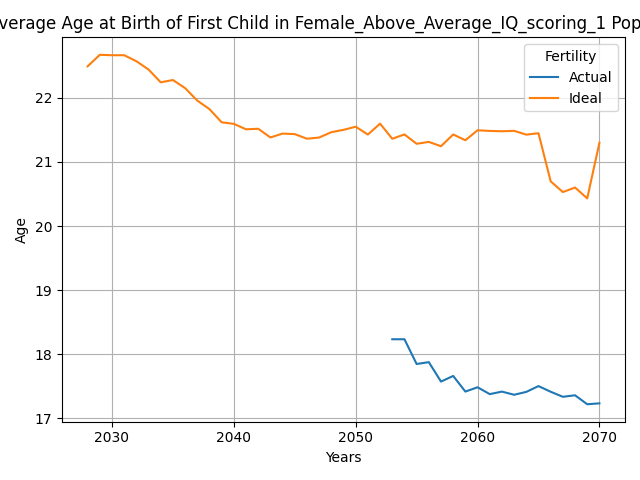 verage Age at Birth of First Child in Female_Above_Average_IQ_scoring_1 Pop
Fertility
Actual
Ideal
22
21
20
19
18
17
Age
2030 2040 2050 2060 2070
Years